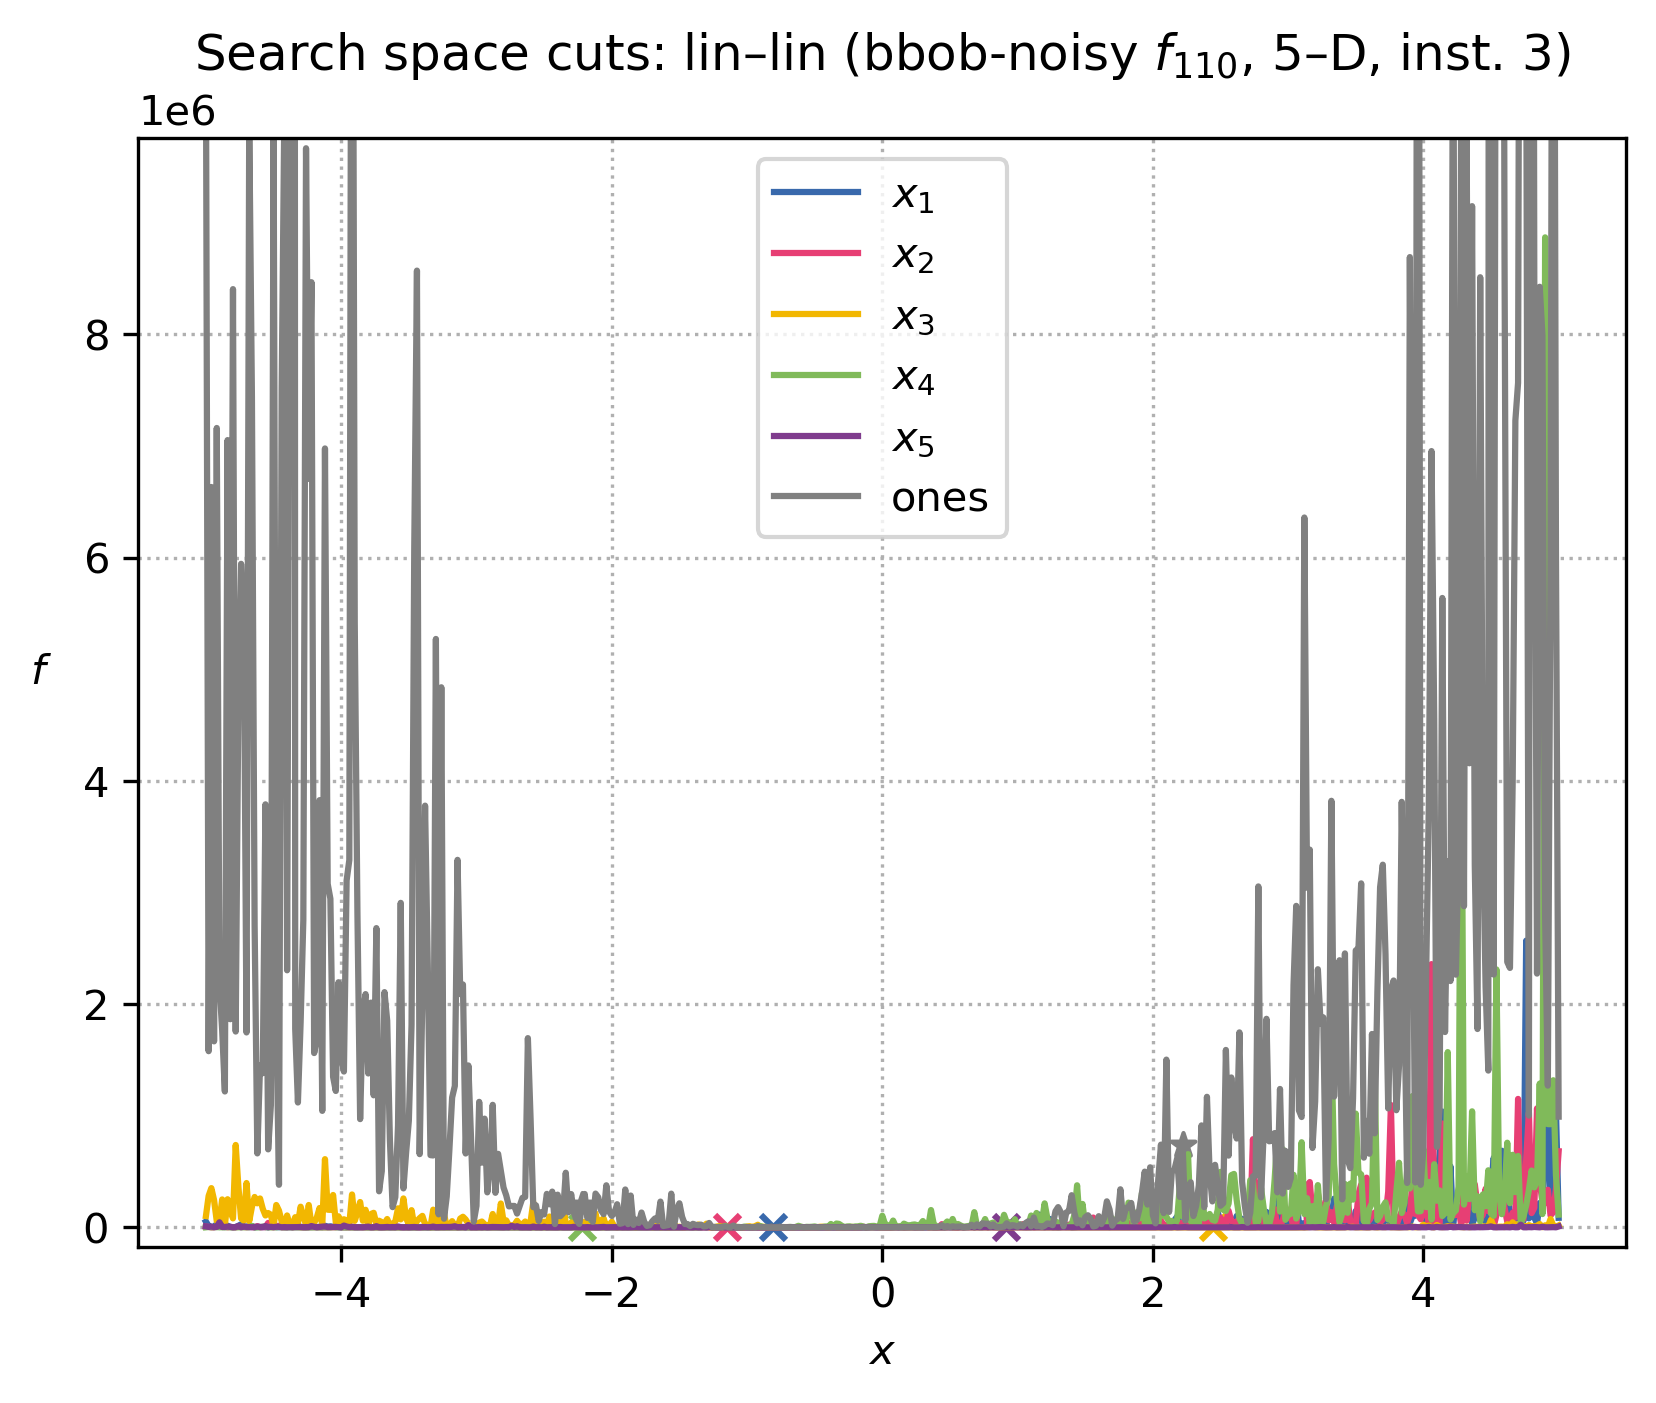 Search space cuts: lin–lin (bbob-noisy f₁₁₀, 5–D, inst. 3)
1e6
x₁
x₂
x₃
x₄
x₅
ones
8
6
4
2
0
f
−4 −2 0 2 4
x